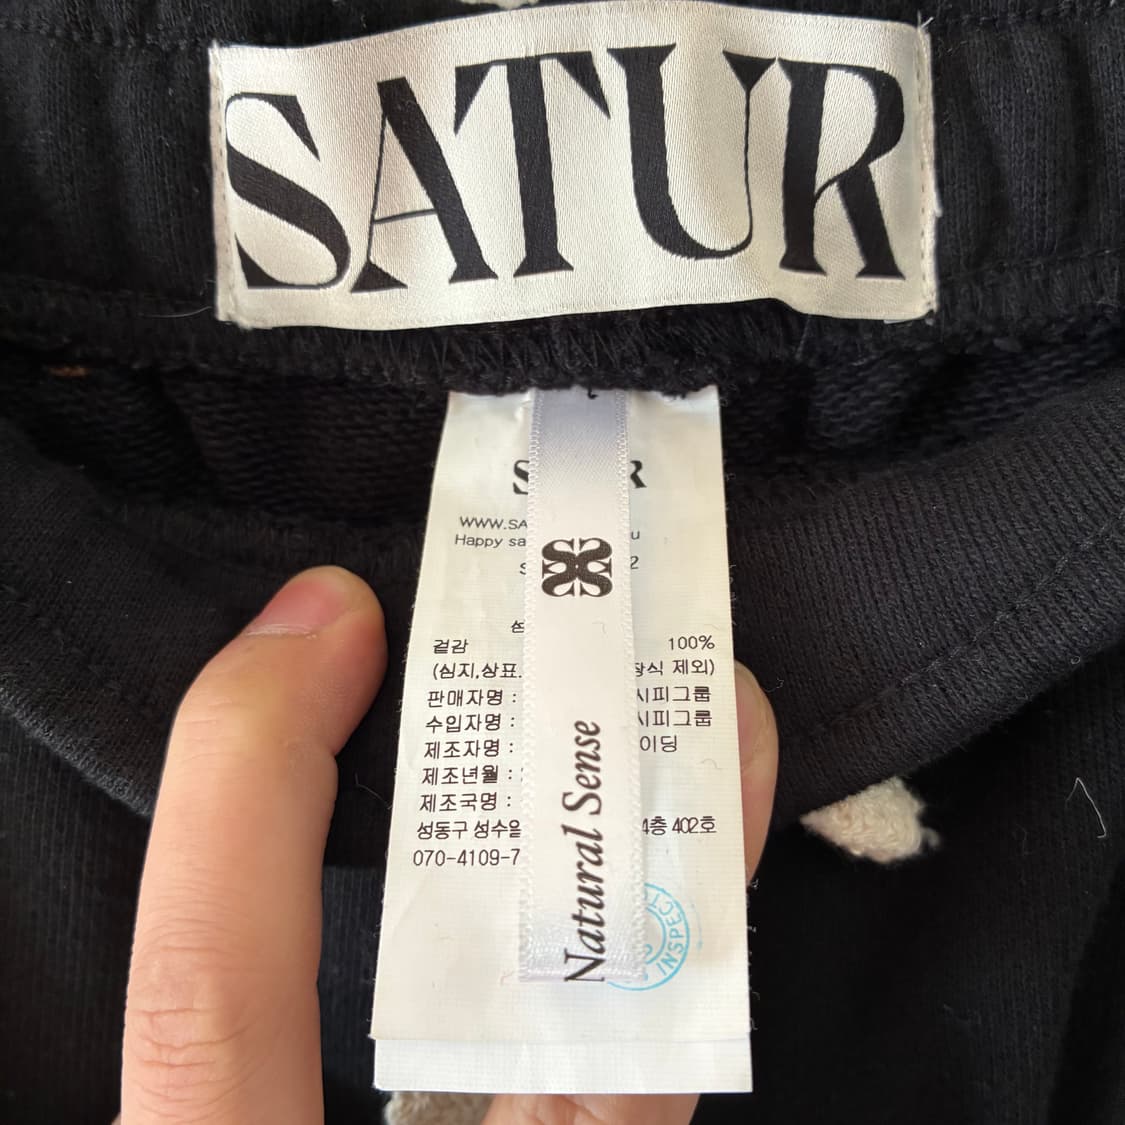 SATUR
S R
WWW.SA u
Happy sa
S 2
겉감 100%
(심지,상표, 장식 제외)
판매자명 : 시피그룹
수입자명 : 시피그룹
제조자명 : 이딩
제조년월 :
제조국명 :
성동구 성수일 4층 402호
070-4109-7
Natural Sense
INSPECT